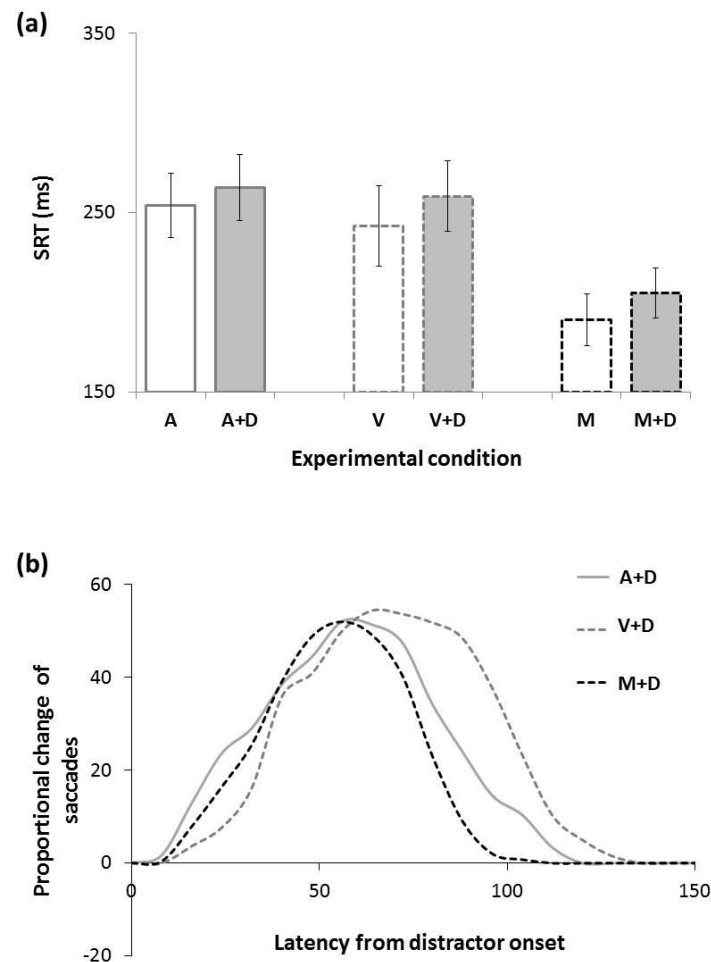 (a)
350
250
150
SRT (ms)
A A+D V V+D M M+D
Experimental condition
(b)
60
40
20
0
-20
Proportional change of
saccades
A+D
V+D
M+D
0 50 100 150
Latency from distractor onset